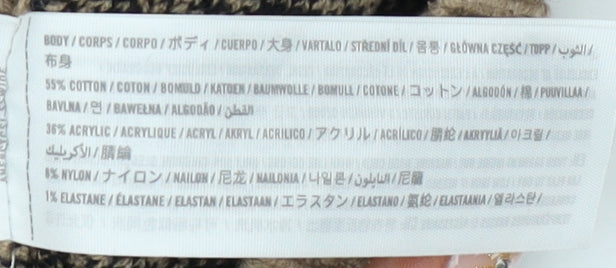 BODY / CORPS / CORPO / ボディ / CUERPO / 大身 / VARTALO / STŘEDNÍ DÍL / 몸통 / GŁÓWNA CZĘŚĆ / TOPP / الثوب /
布身
55% COTTON / COTON / BOMULD / KATOEN / BAUMWOLLE / BOMULL / COTONE / コットン / ALGODÓN / 棉 / PUUVILLAA /
BAVLNA / 면 / BAWEŁNA / ALGODÃO / القطن
36% ACRYLIC / ACRYLIQUE / ACRYL / AKRYL / ACRILICO / アクリル / ACRÍLICO / 腈纶 / AKRYYLIÄ / 아크릴 /
الأكريليك / 腈綸
8% NYLON / ナイロン / NAILON / 尼龙 / NAILONIA / 나일론 / النايلون / 尼龍
1% ELASTANE / ÉLASTANE / ELASTAN / ELASTAAN / エラスタン / ELASTANO / 氨纶 / ELASTAANIA / 엘라스탄 /